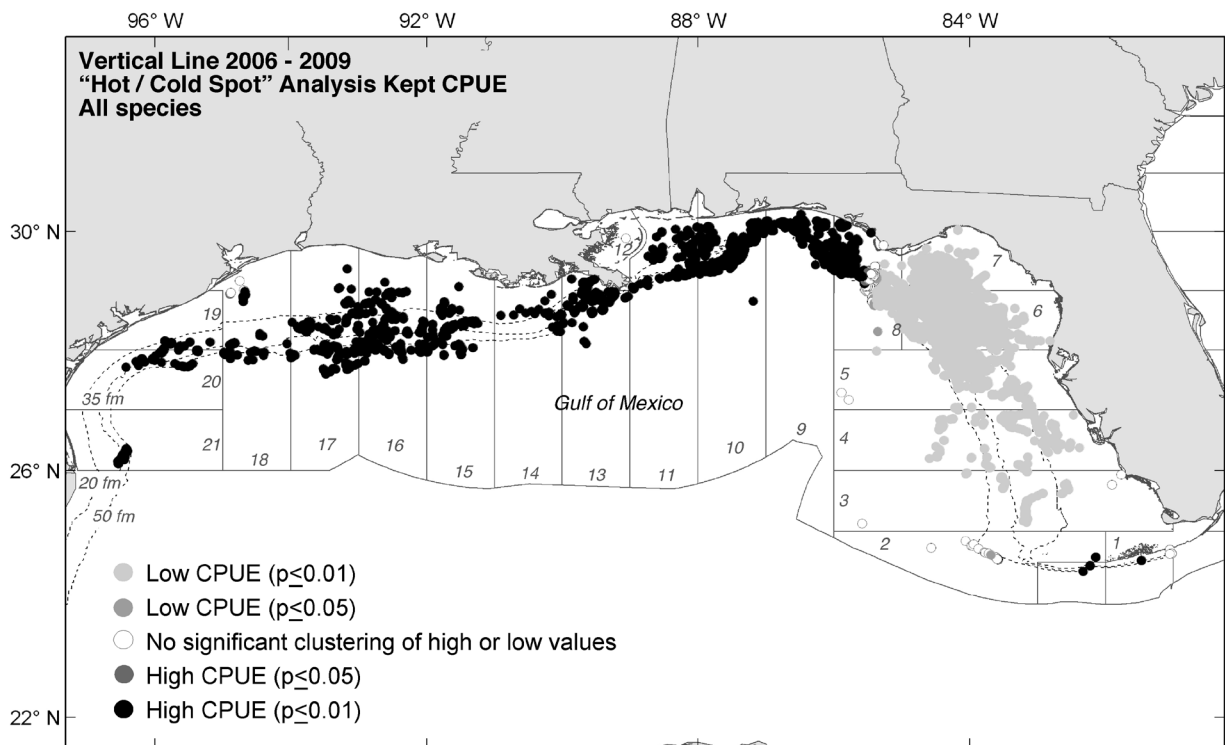 96° W 92° W 88° W 84° W
Vertical Line 2006 - 2009
“Hot / Cold Spot” Analysis Kept CPUE
All species
30° N
12
7
19
6
8
20
5
35 fm
Gulf of Mexico
21 18 17 16 15 14 13 11 10 9
4
26° N
20 fm
3
50 fm
2
1
Low CPUE (p≤0.01)
Low CPUE (p≤0.05)
No significant clustering of high or low values
High CPUE (p≤0.05)
High CPUE (p≤0.01)
22° N